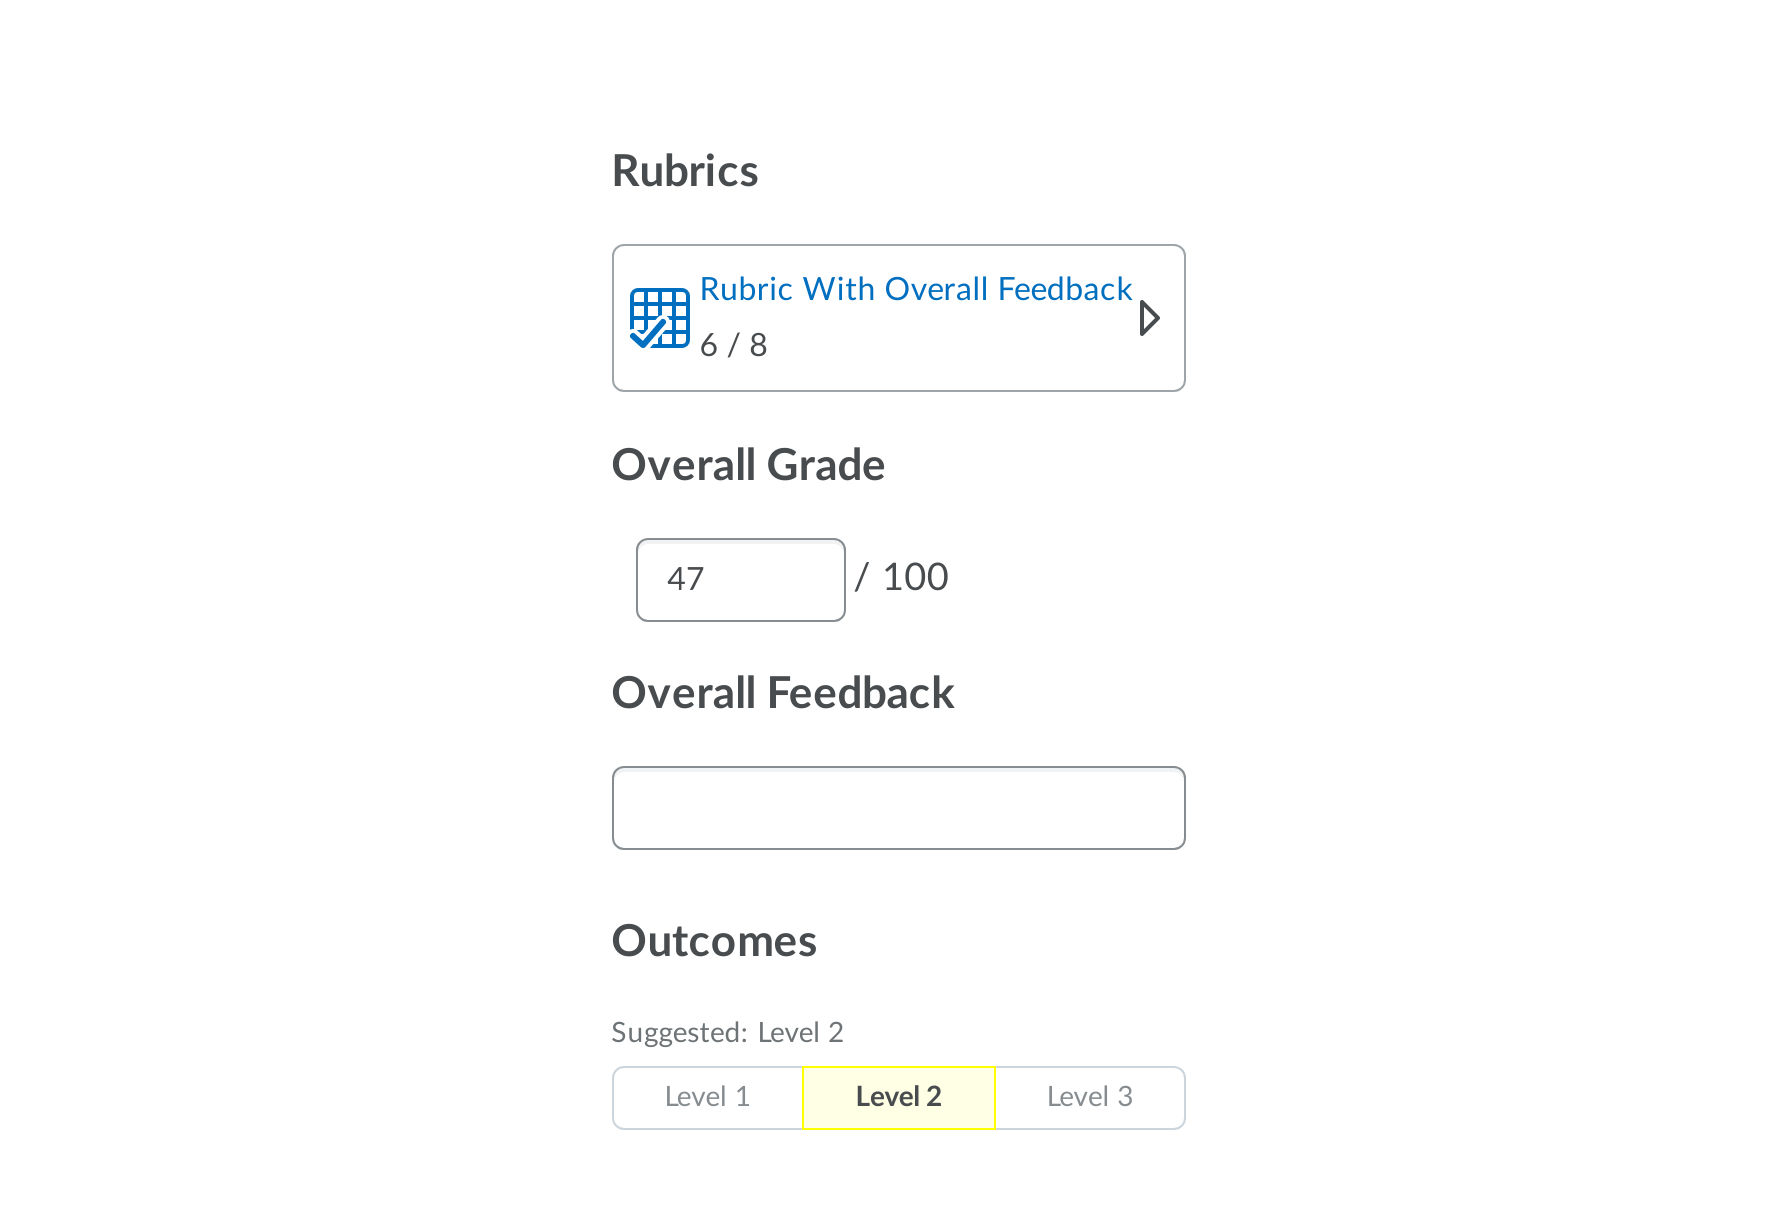 Rubrics
Rubric With Overall Feedback
6 / 8
Overall Grade
47 / 100
Overall Feedback
Outcomes
Suggested: Level 2
Level 1 Level 2 Level 3